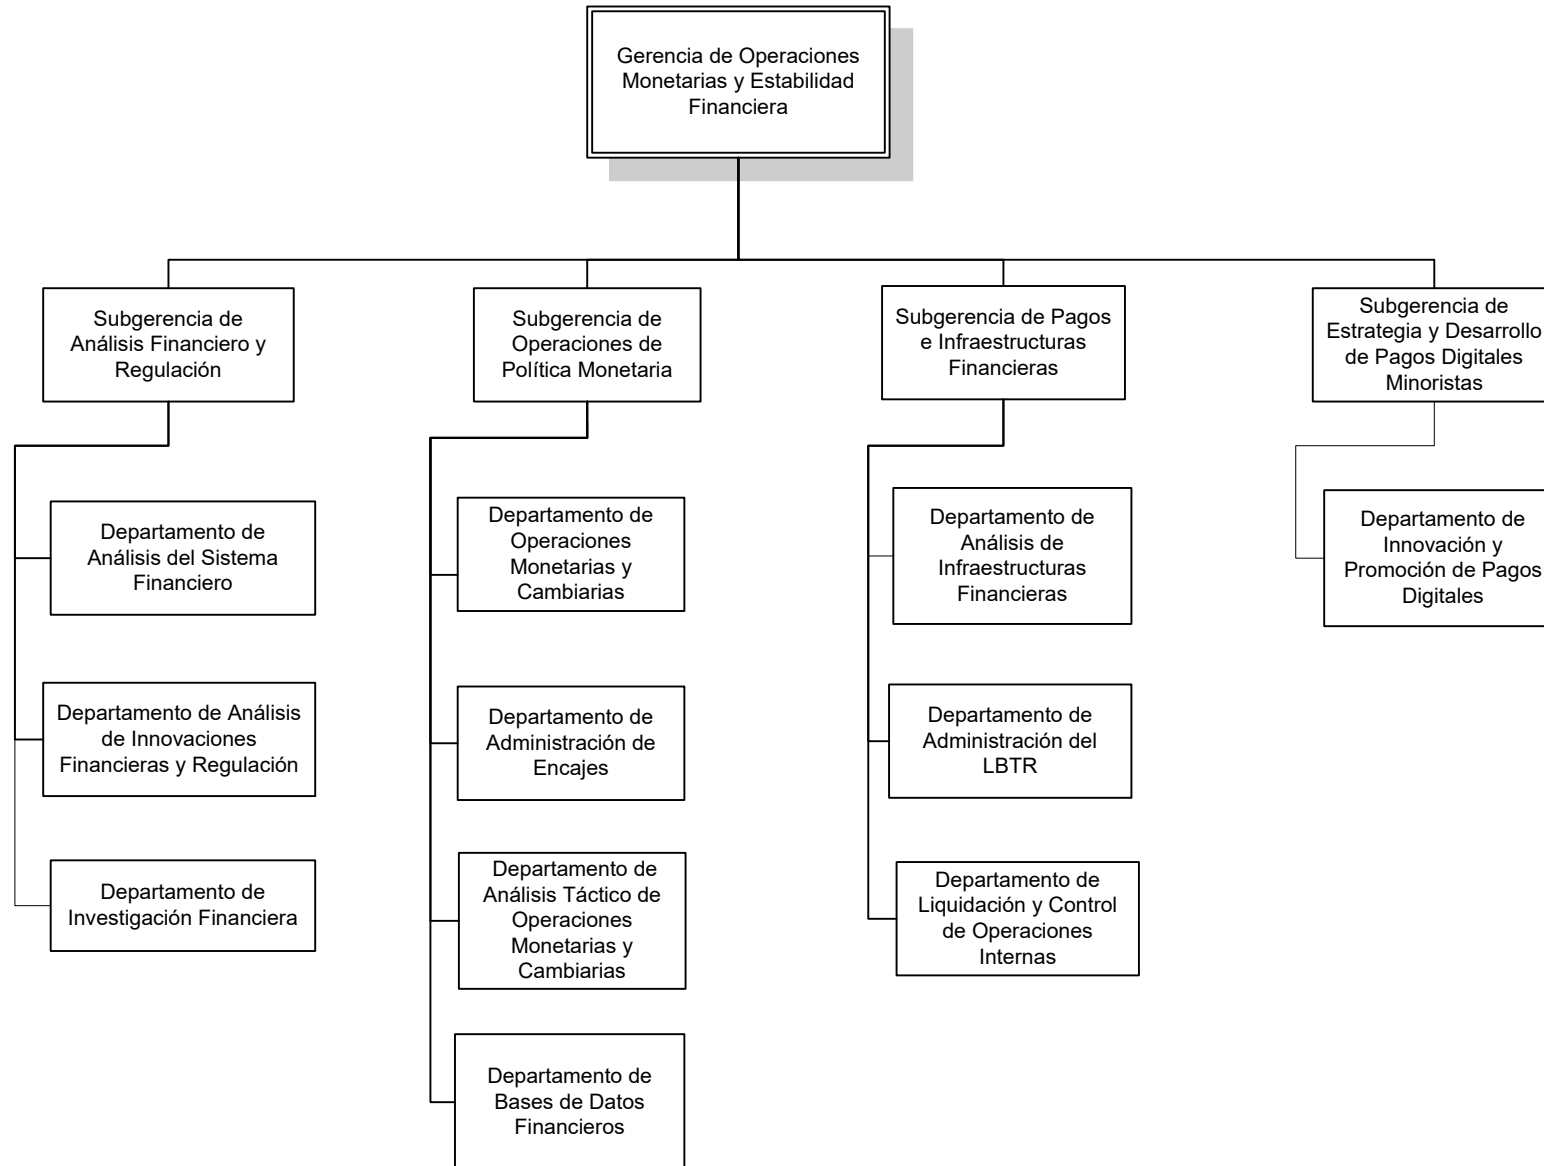 Gerencia de Operaciones
Monetarias y Estabilidad
Financiera
Subgerencia de
Análisis Financiero y
Regulación
Subgerencia de
Operaciones de
Política Monetaria
Subgerencia de Pagos
e Infraestructuras
Financieras
Subgerencia de
Estrategia y Desarrollo
de Pagos Digitales
Minoristas
Departamento de
Análisis del Sistema
Financiero
Departamento de Análisis
de Innovaciones
Financieras y Regulación
Departamento de
Investigación Financiera
Departamento de
Operaciones
Monetarias y
Cambiarias
Departamento de
Administración de
Encajes
Departamento de
Análisis Táctico de
Operaciones
Monetarias y
Cambiarias
Departamento de
Bases de Datos
Financieros
Departamento de
Análisis de
Infraestructuras
Financieras
Departamento de
Administración del
LBTR
Departamento de
Liquidación y Control
de Operaciones
Internas
Departamento de
Innovación y
Promoción de Pagos
Digitales